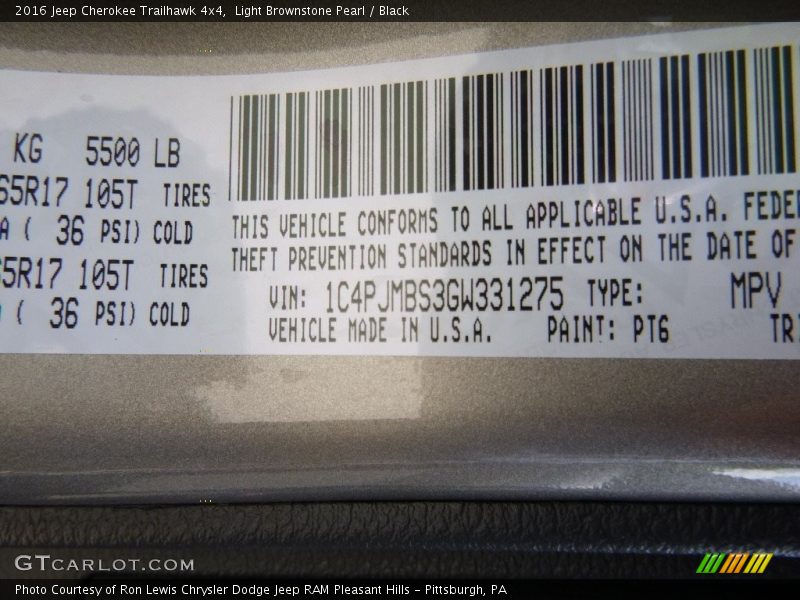 2016 Jeep Cherokee Trailhawk 4x4,  Light Brownstone Pearl / Black
KG 5500 LB
65R17 105T TIRES
( 36 PSI) COLD
65R17 105T TIRES
( 36 PSI) COLD
THIS VEHICLE CONFORMS TO ALL APPLICABLE U.S.A. FEDE
THEFT PREVENTION STANDARDS IN EFFECT ON THE DATE OF
VIN: 1C4PJMBS3GW331275 TYPE: MPV
VEHICLE MADE IN U.S.A. PAINT: PT6 TR
GTCARLOT.COM
Photo Courtesy of Ron Lewis Chrysler Dodge Jeep RAM Pleasant Hills – Pittsburgh, PA